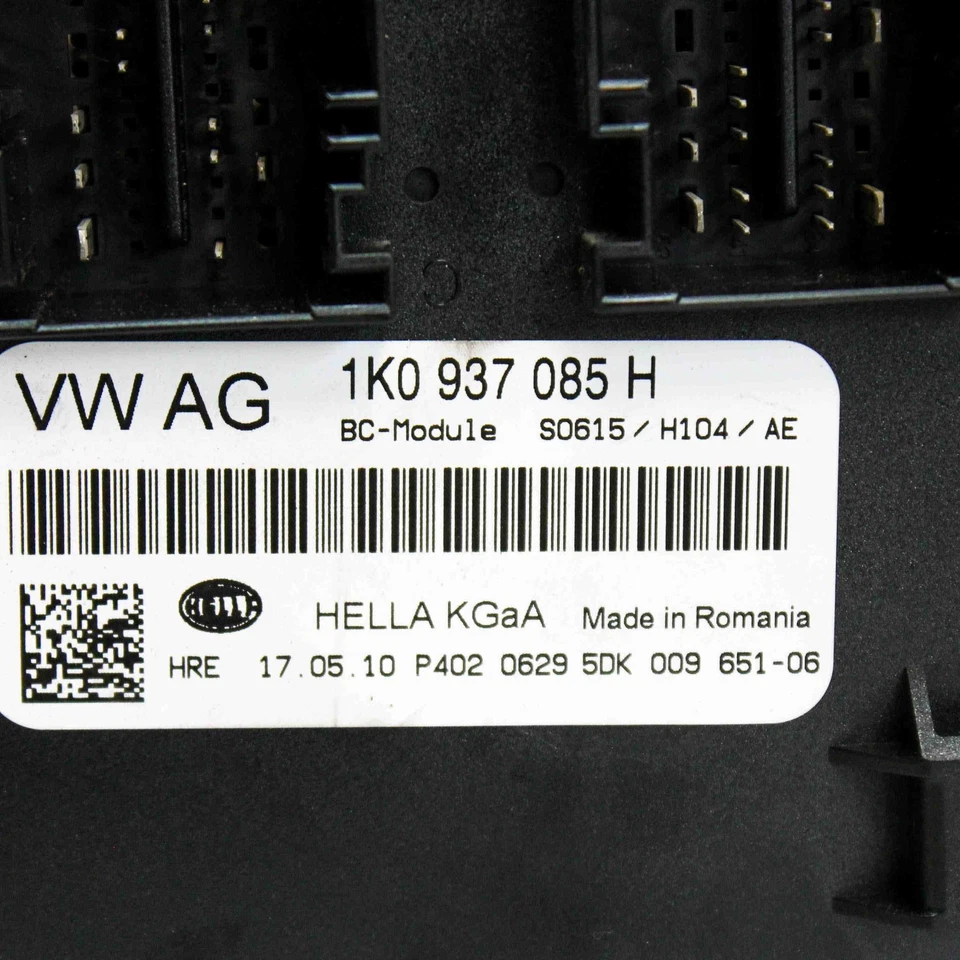 VW AG 1K0 937 085 H
BC-Module S0615 / H104 / AE
HELLA HELLA KGaA Made in Romania
HRE 17.05.10 P402 0629 5DK 009 651-06